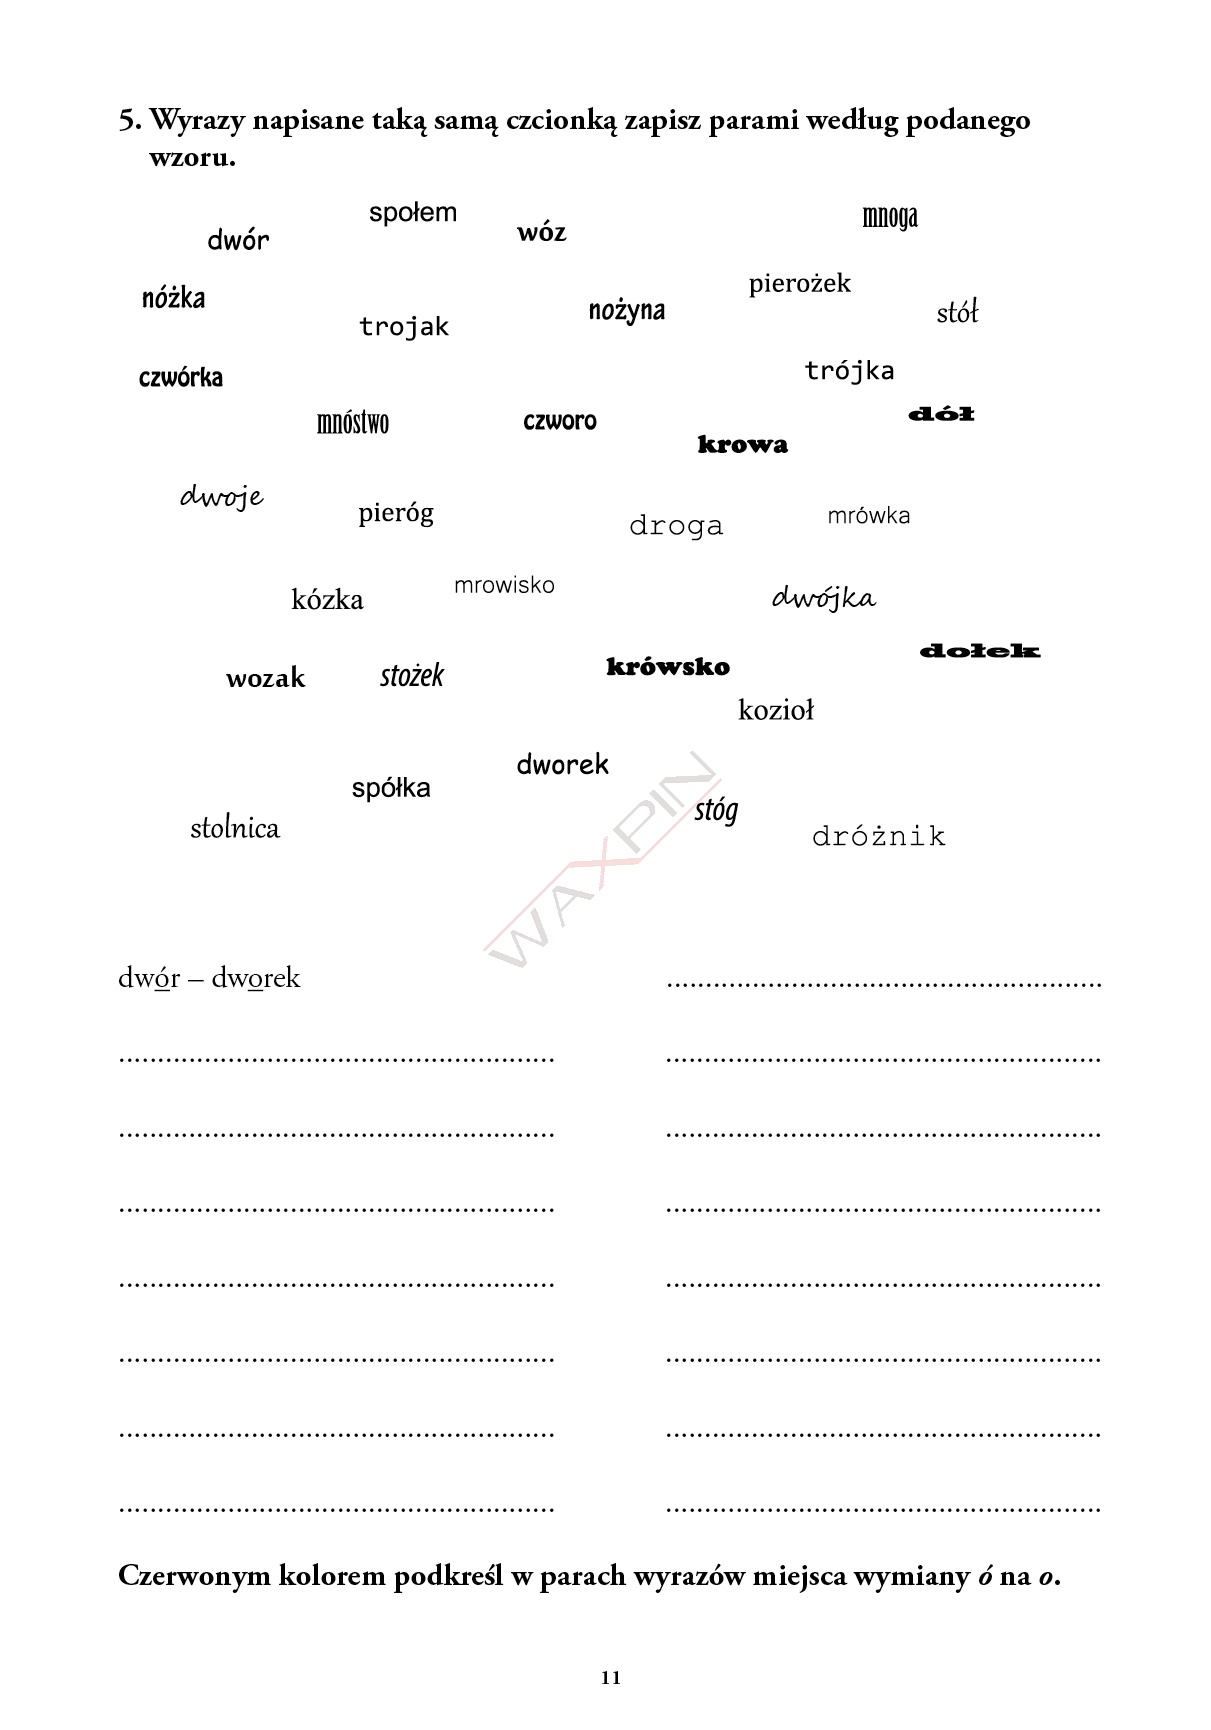 5. Wyrazy napisane taką samą czcionką zapisz parami według podanego
wzoru.
społem
mnoga
wóz
dwór
pierożek
nóżka
nożyna
stół
trojak
trójka
czwórka
dół
mnóstwo
czworo
krowa
dwoje
pieróg
mrówka
droga
mrowisko
kózka
dwójka
dołek
krówsko
wozak
stożek
kozioł
dworek
spółka
stóg
stolnica
dróżnik
WAXPIN
dwór – dworek ........................................................
........................................................ ........................................................
........................................................ ........................................................
........................................................ ........................................................
........................................................ ........................................................
........................................................ ........................................................
........................................................ ........................................................
........................................................ ........................................................
Czerwonym kolorem podkreśl w parach wyrazów miejsca wymiany ó na o.
11